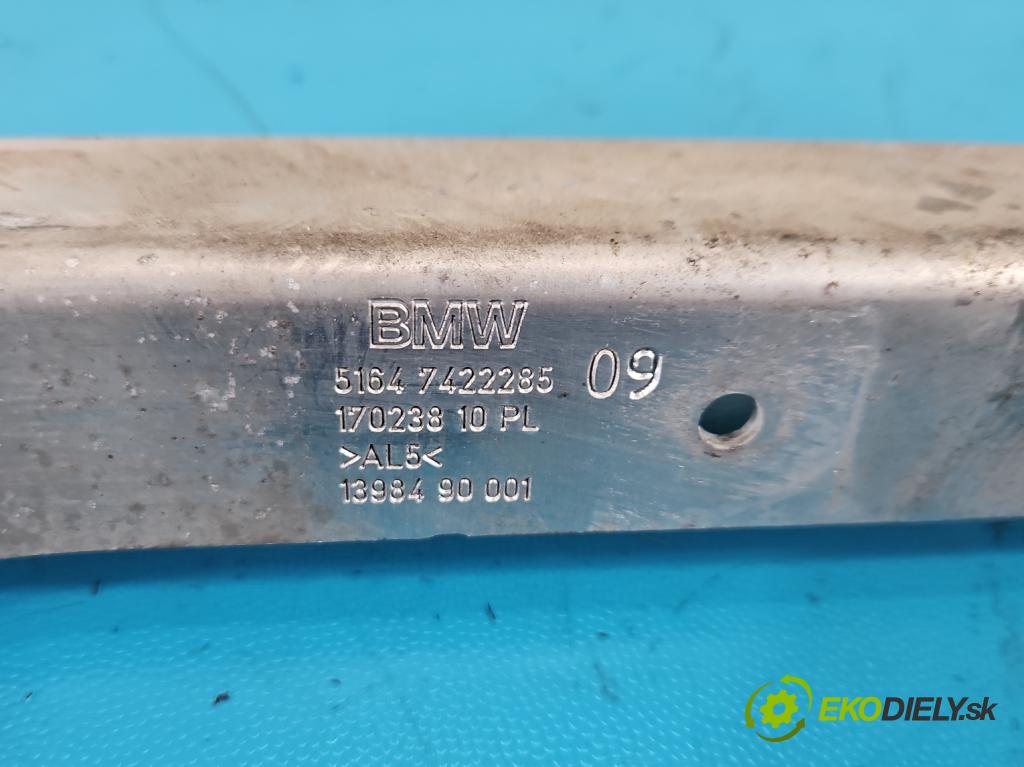 BMW
5164 7422285 09
170238 10 PL
>AL5<
13984 90 001
EKODIELY.sk